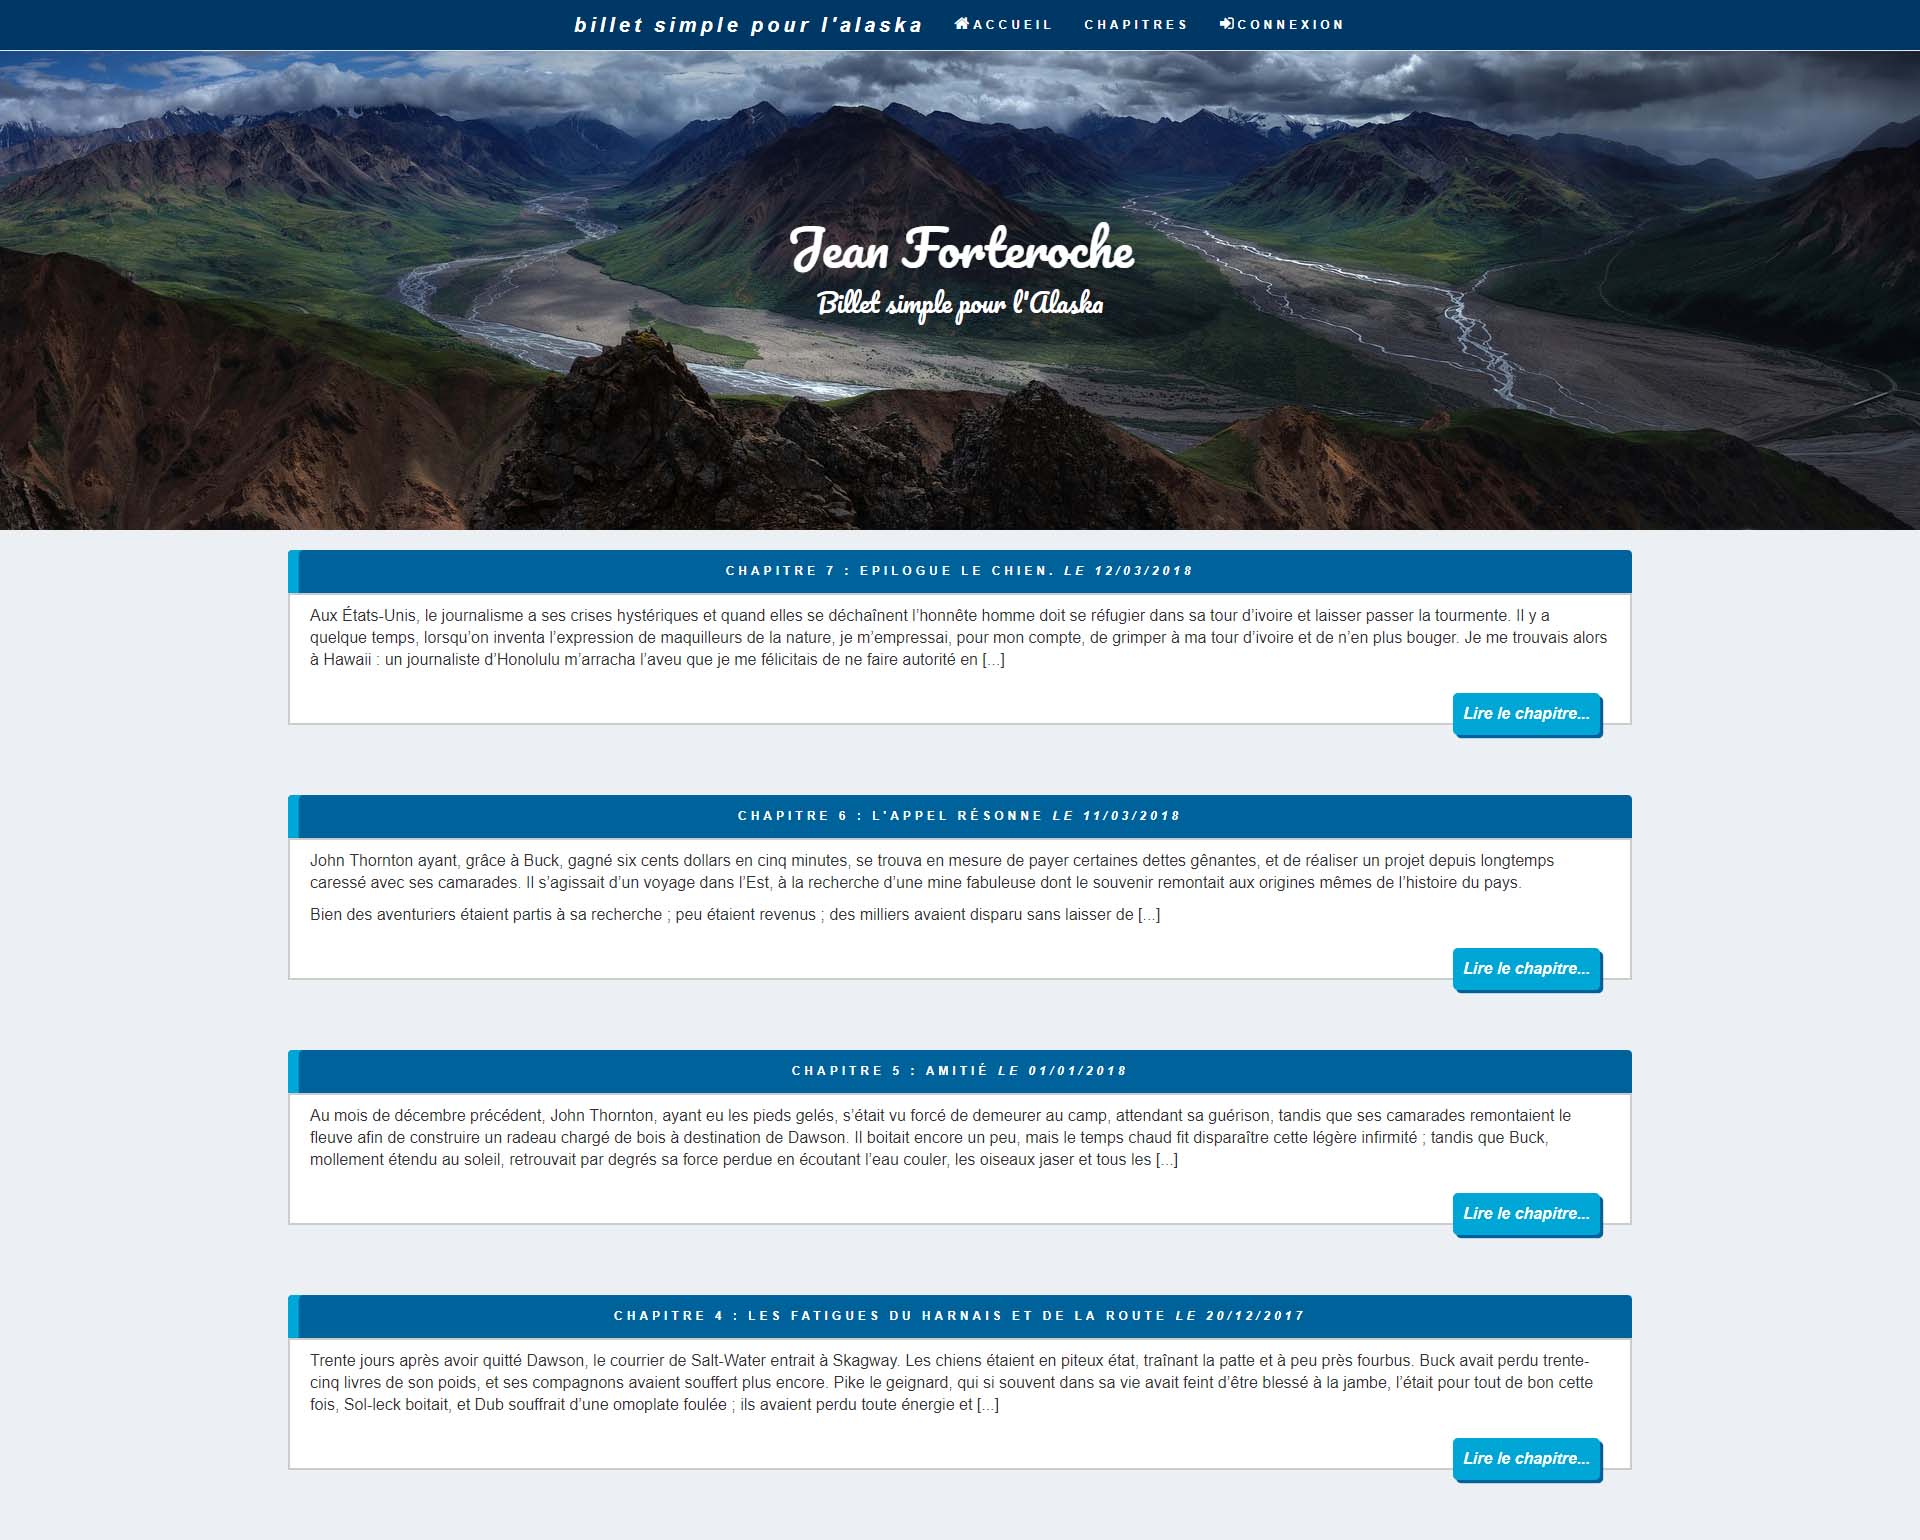 billet simple pour l'alaska ACCUEIL CHAPITRES CONNEXION
Jean Forteroche
Billet simple pour l'Alaska
CHAPITRE 7 : EPILOGUE LE CHIEN. LE 12/03/2018
Aux États-Unis, le journalisme a ses crises hystériques et quand elles se déchaînent l’honnête homme doit se réfugier dans sa tour d’ivoire et laisser passer la tourmente. Il y a
quelque temps, lorsqu’on inventa l’expression de maquilleurs de la nature, je m’empressai, pour mon compte, de grimper à ma tour d’ivoire et de n’en plus bouger. Je me trouvais alors
à Hawaii : un journaliste d’Honolulu m’arracha l’aveu que je me félicitais de ne faire autorité en [...]
Lire le chapitre...
CHAPITRE 6 : L'APPEL RÉSONNE LE 11/03/2018
John Thornton ayant, grâce à Buck, gagné six cents dollars en cinq minutes, se trouva en mesure de payer certaines dettes gênantes, et de réaliser un projet depuis longtemps
caressé avec ses camarades. Il s’agissait d’un voyage dans l’Est, à la recherche d’une mine fabuleuse dont le souvenir remontait aux origines mêmes de l’histoire du pays.
Bien des aventuriers étaient partis à sa recherche ; peu étaient revenus ; des milliers avaient disparu sans laisser de [...]
Lire le chapitre...
CHAPITRE 5 : AMITIÉ LE 01/01/2018
Au mois de décembre précédent, John Thornton, ayant eu les pieds gelés, s’était vu forcé de demeurer au camp, attendant sa guérison, tandis que ses camarades remontaient le
fleuve afin de construire un radeau chargé de bois à destination de Dawson. Il boitait encore un peu, mais le temps chaud fit disparaître cette légère infirmité ; tandis que Buck,
mollement étendu au soleil, retrouvait par degrés sa force perdue en écoutant l’eau couler, les oiseaux jaser et tous les [...]
Lire le chapitre...
CHAPITRE 4 : LES FATIGUES DU HARNAIS ET DE LA ROUTE LE 20/12/2017
Trente jours après avoir quitté Dawson, le courrier de Salt-Water entrait à Skagway. Les chiens étaient en piteux état, traînant la patte et à peu près fourbus. Buck avait perdu trente-
cinq livres de son poids, et ses compagnons avaient souffert plus encore. Pike le geignard, qui si souvent dans sa vie avait feint d’être blessé à la jambe, l’était pour tout de bon cette
fois, Sol-leck boitait, et Dub souffrait d’une omoplate foulée ; ils avaient perdu toute énergie et [...]
Lire le chapitre...